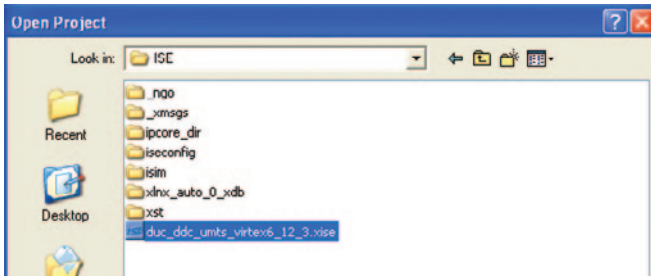 Open Project
Look in: ISE
_ngo
_xmsgs
ipcore_dir
iseconfig
isim
xlnx_auto_0_xdb
xst
duc_ddc_umts_virtex6_12_3.xise
Recent
Desktop